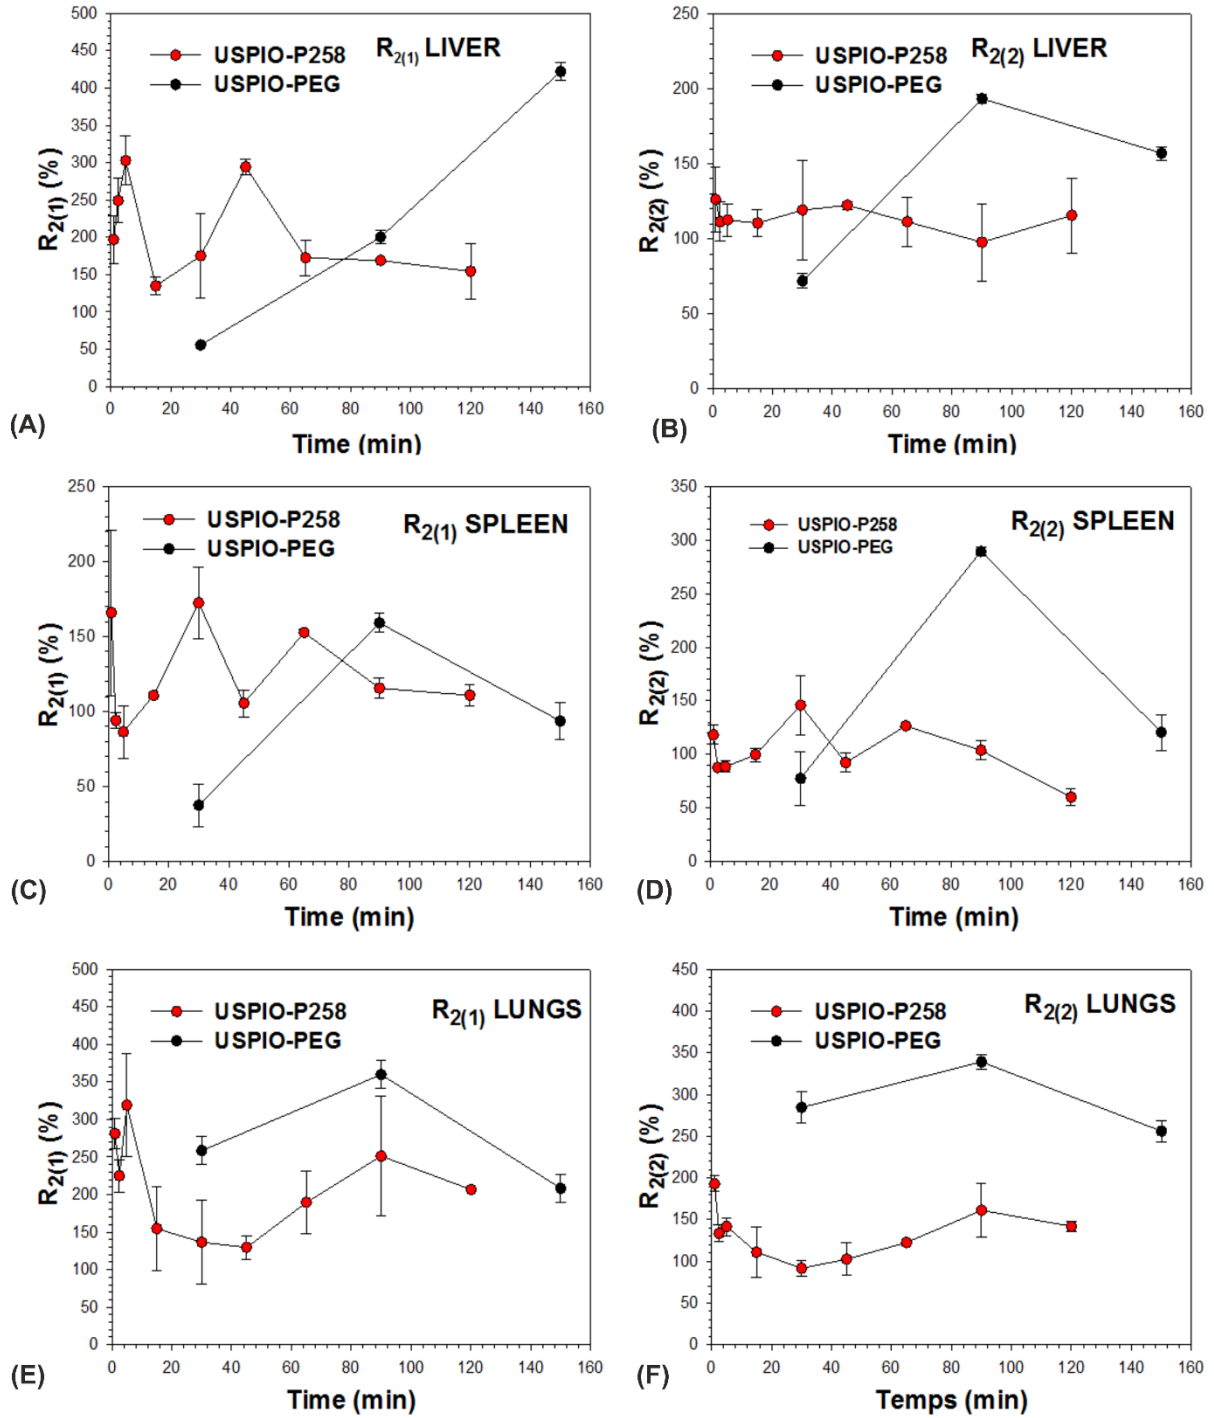 500
450
400
350
300
250
200
150
100
50
0
R2(1) (%)
USPIO-P258
USPIO-PEG
R2(1) LIVER
0 20 40 60 80 100 120 140 160
Time (min)
(A)
250
200
150
100
50
0
R2(2) (%)
USPIO-P258
USPIO-PEG
R2(2) LIVER
0 20 40 60 80 100 120 140 160
Time (min)
(B)
250
200
150
100
50
0
R2(1) (%)
USPIO-P258
USPIO-PEG
R2(1) SPLEEN
0 20 40 60 80 100 120 140 160
Time (min)
(C)
350
300
250
200
150
100
50
0
R2(2) (%)
USPIO-P258
USPIO-PEG
R2(2) SPLEEN
0 20 40 60 80 100 120 140 160
Time (min)
(D)
500
450
400
350
300
250
200
150
100
50
0
R2(1) (%)
USPIO-P258
USPIO-PEG
R2(1) LUNGS
0 20 40 60 80 100 120 140 160
Time (min)
(E)
450
400
350
300
250
200
150
100
50
0
R2(2) (%)
USPIO-P258
USPIO-PEG
R2(2) LUNGS
0 20 40 60 80 100 120 140 160
Temps (min)
(F)